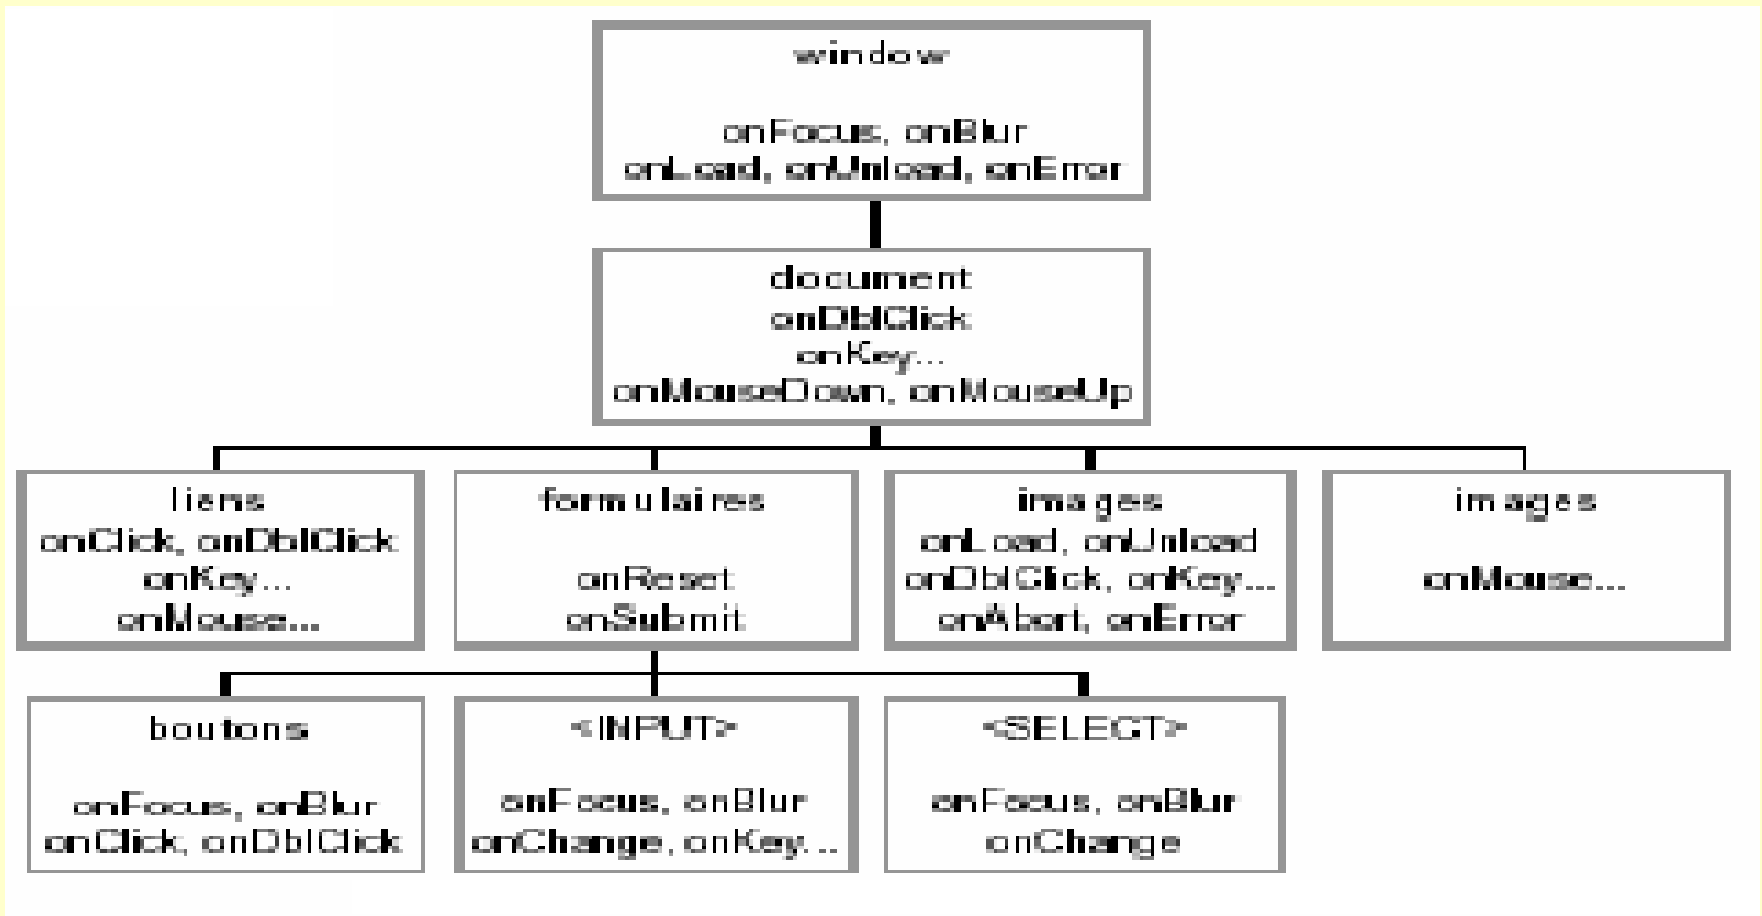 window
onFocus, onBlur
onLoad, onUnload, onError
document
onDblClick
onKey...
onMouseDown, onMouseUp
liens
onClick, onDblClick
onKey...
onMouse...
formulaires
onReset
onSubmit
images
onLoad, onUnload
onDblClick, onKey...
onAbort, onError
images
onMouse...
boutons
onFocus, onBlur
onClick, onDblClick
<INPUT>
onFocus, onBlur
onChange, onKey...
<SELECT>
onFocus, onBlur
onChange